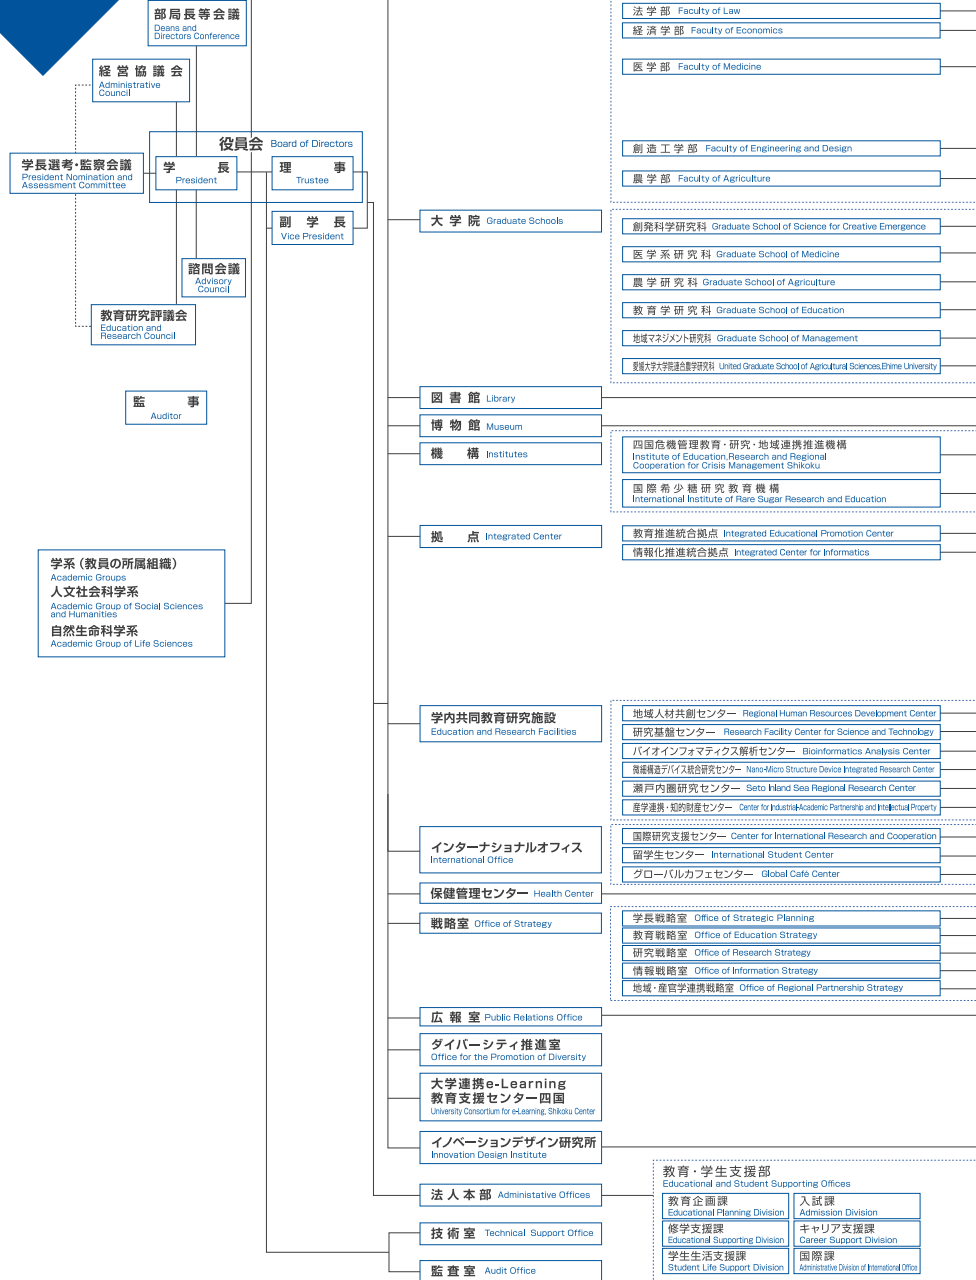 部局長等会議
Deans and
Directors Conference
経営協議会
Administrative
Council
役員会 Board of Directors
学長選考・監察会議
President Nomination and
Assessment Committee
学長
President
理事
Trustee
副学長
Vice President
諮問会議
Advisory
Council
教育研究評議会
Education and
Research Council
監事
Auditor
学系（教員の所属組織）
Academic Groups
人文社会科学系
Academic Group of Social Sciences
and Humanities
自然生命科学系
Academic Group of Life Sciences
法学部 Faculty of Law
経済学部 Faculty of Economics
医学部 Faculty of Medicine
創造工学部 Faculty of Engineering and Design
農学部 Faculty of Agriculture
大学院 Graduate Schools
創発科学研究科 Graduate School of Science for Creative Emergence
医学系研究科 Graduate School of Medicine
農学研究科 Graduate School of Agriculture
教育学研究科 Graduate School of Education
地域マネジメント研究科 Graduate School of Management
愛媛大学大学院連合農学研究科 United Graduate School of Agricultural Sciences,Ehime University
図書館 Library
博物館 Museum
機構 Institutes
四国危機管理教育・研究・地域連携推進機構
Institute of Education,Research and Regional
Cooperation for Crisis Management Shikoku
国際希少糖研究教育機構
International Institute of Rare Sugar Research and Education
拠点 Integrated Center
教育推進統合拠点 Integrated Educational Promotion Center
情報化推進統合拠点 Integrated Center for Informatics
学内共同教育研究施設
Education and Research Facilities
地域人材共創センター Regional Human Resources Development Center
研究基盤センター Research Facility Center for Science and Technology
バイオインフォマティクス解析センター Bioinformatics Analysis Center
微細構造デバイス統合研究センター Nano-Micro Structure Device Integrated Research Center
瀬戸内圏研究センター Seto Inland Sea Regional Research Center
産学連携・知的財産センター Center for Industrial-Academic Partnership and Intellectual Property
インターナショナルオフィス
International Office
国際研究支援センター Center for International Research and Cooperation
留学生センター International Student Center
グローバルカフェセンター Global Café Center
保健管理センター Health Center
戦略室 Office of Strategy
学長戦略室 Office of Strategic Planning
教育戦略室 Office of Education Strategy
研究戦略室 Office of Research Strategy
情報戦略室 Office of Information Strategy
地域・産官学連携戦略室 Office of Regional Partnership Strategy
広報室 Public Relations Office
ダイバーシティ推進室
Office for the Promotion of Diversity
大学連携e-Learning
教育支援センター四国
University Consortium for e-Learning, Shikoku Center
イノベーションデザイン研究所
Innovation Design Institute
法人本部 Administative Offices
教育・学生支援部
Educational and Student Supporting Offices
教育企画課
Educational Planning Division
入試課
Admission Division
修学支援課
Educational Supporting Division
キャリア支援課
Career Support Division
学生生活支援課
Student Life Support Division
国際課
Administrative Division of International Office
技術室 Technical Support Office
監査室 Audit Office